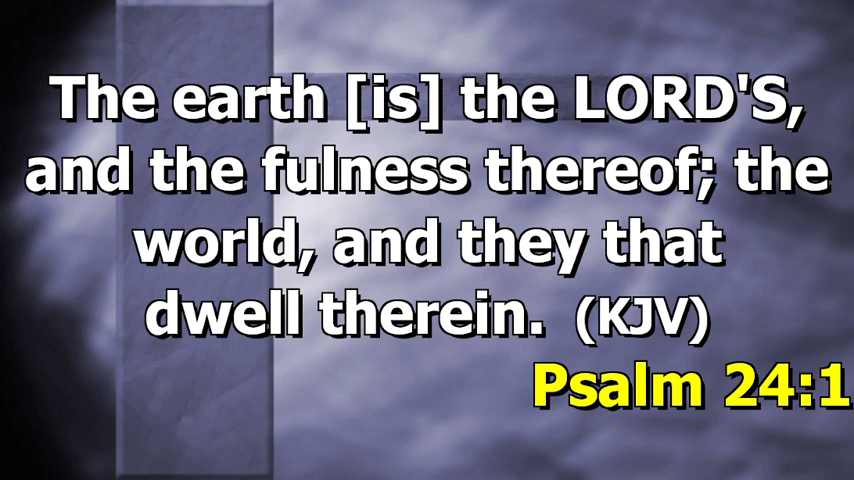 The earth [is] the LORD'S,
and the fulness thereof; the
world, and they that
dwell therein. (KJV)
Psalm 24:1